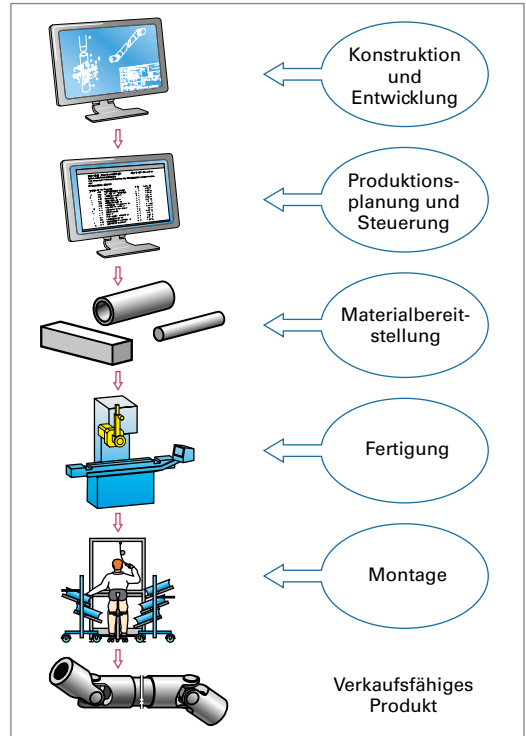 Konstruktion
und
Entwicklung
Produktions-
planung und
Steuerung
Materialbereit-
stellung
Fertigung
Montage
Verkaufsfähiges
Produkt